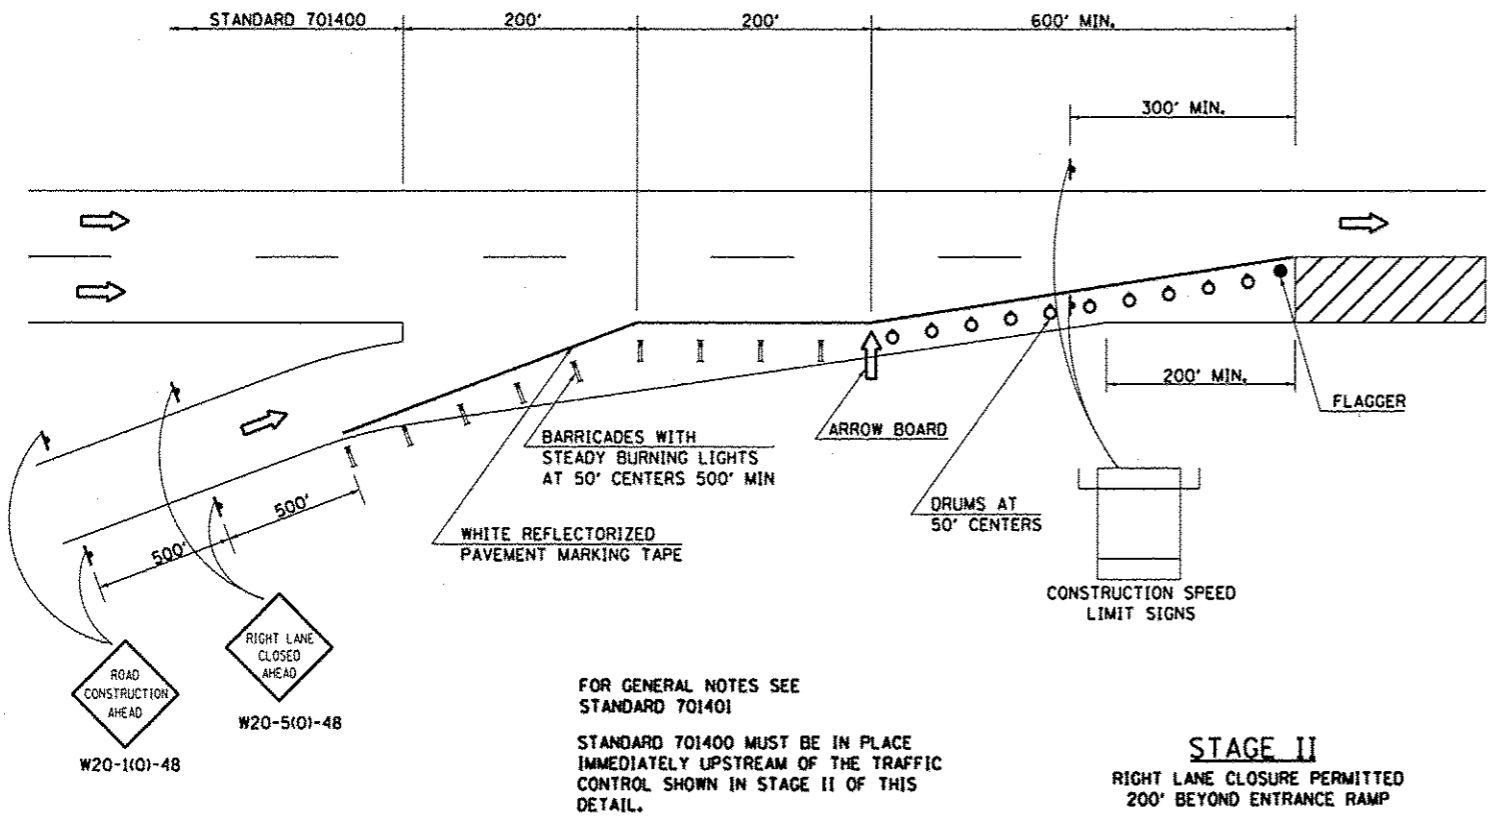 STANDARD 701400
200'
200'
600' MIN.
300' MIN.
200' MIN.
FLAGGER
ARROW BOARD
BARRICADES WITH
STEADY BURNING LIGHTS
AT 50' CENTERS 500' MIN
DRUMS AT
50' CENTERS
WHITE REFLECTORIZED
PAVEMENT MARKING TAPE
500'
500'
CONSTRUCTION SPEED
LIMIT SIGNS
RIGHT LANE
CLOSED
AHEAD
W20-5(O)-48
ROAD
CONSTRUCTION
AHEAD
W20-1(O)-48
FOR GENERAL NOTES SEE
STANDARD 701401
STANDARD 701400 MUST BE IN PLACE
IMMEDIATELY UPSTREAM OF THE TRAFFIC
CONTROL SHOWN IN STAGE II OF THIS
DETAIL.
STAGE II
RIGHT LANE CLOSURE PERMITTED
200' BEYOND ENTRANCE RAMP